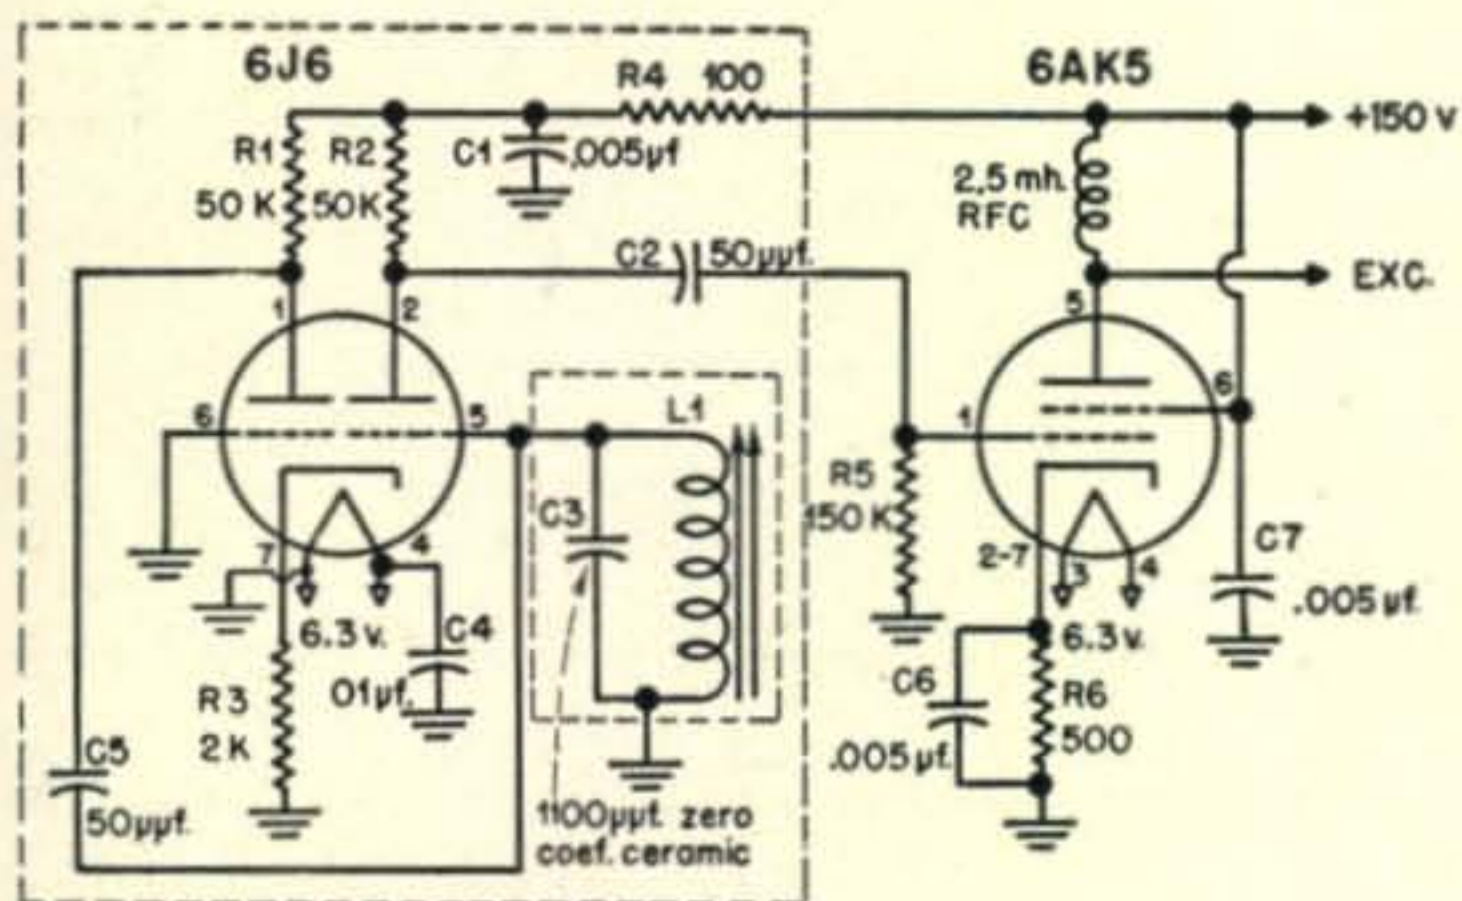 6J6
6AK5
R4 100
+150 v
R1
50 K
R2
50K
C1
.005μf
2.5 mh.
RFC
C2
50μμf.
EXC.
1
2
5
6
5
6
1
L1
C3
R5
150 K
7
4
2-7
3
4
C7
.005 μf.
6.3 v.
C4
01μf.
6.3 v.
R3
2 K
C6
.005μf.
R6
500
C5
50μμf.
1100μμf. zero
coef. ceramic